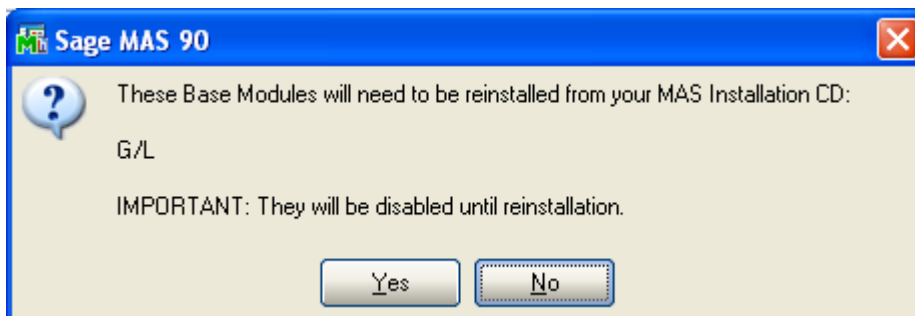 Sage MAS 90
These Base Modules will need to be reinstalled from your MAS Installation CD:
G/L
IMPORTANT: They will be disabled until reinstallation.
Yes No